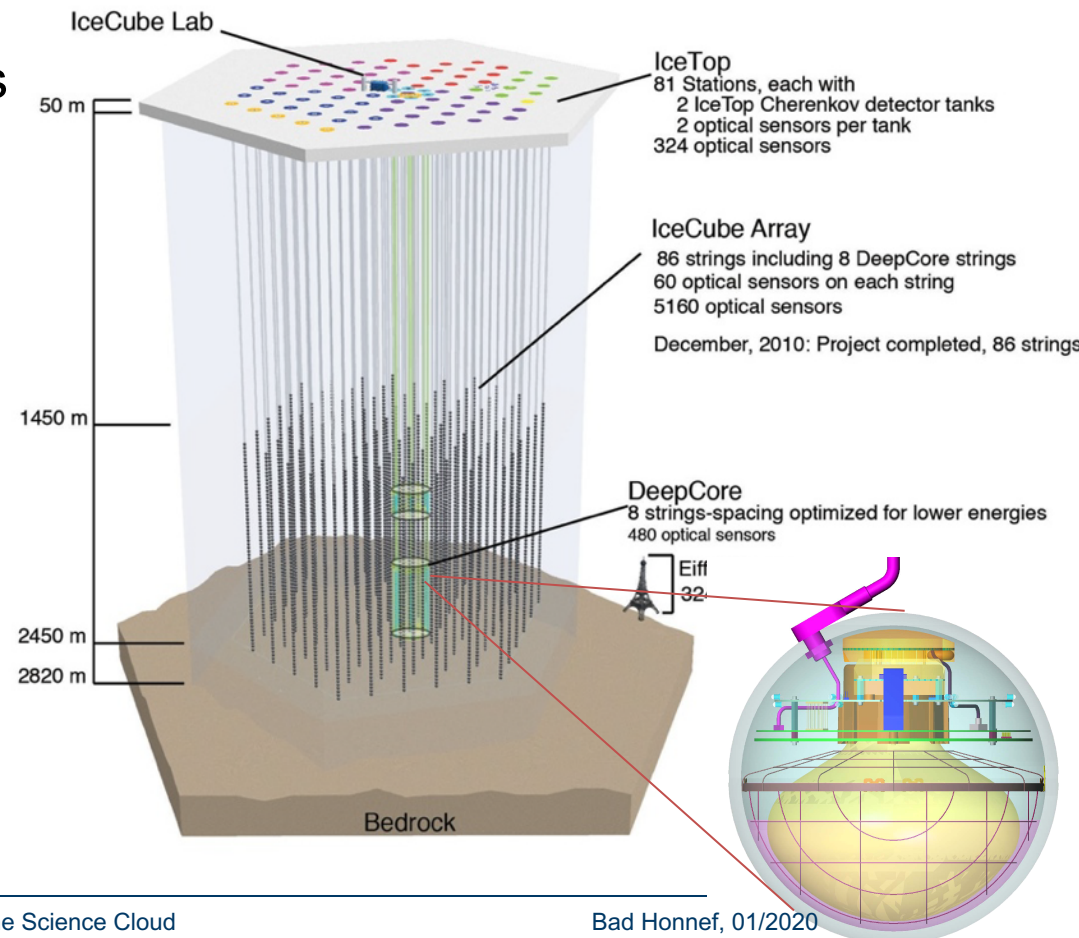 IceCube Lab
s
50 m
IceTop
81 Stations, each with
2 IceTop Cherenkov detector tanks
2 optical sensors per tank
324 optical sensors
IceCube Array
86 strings including 8 DeepCore strings
60 optical sensors on each string
5160 optical sensors
December, 2010: Project completed, 86 strings
1450 m
DeepCore
8 strings-spacing optimized for lower energies
480 optical sensors
Eiff
32
2450 m
2820 m
Bedrock
e Science Cloud
Bad Honnef, 01/2020